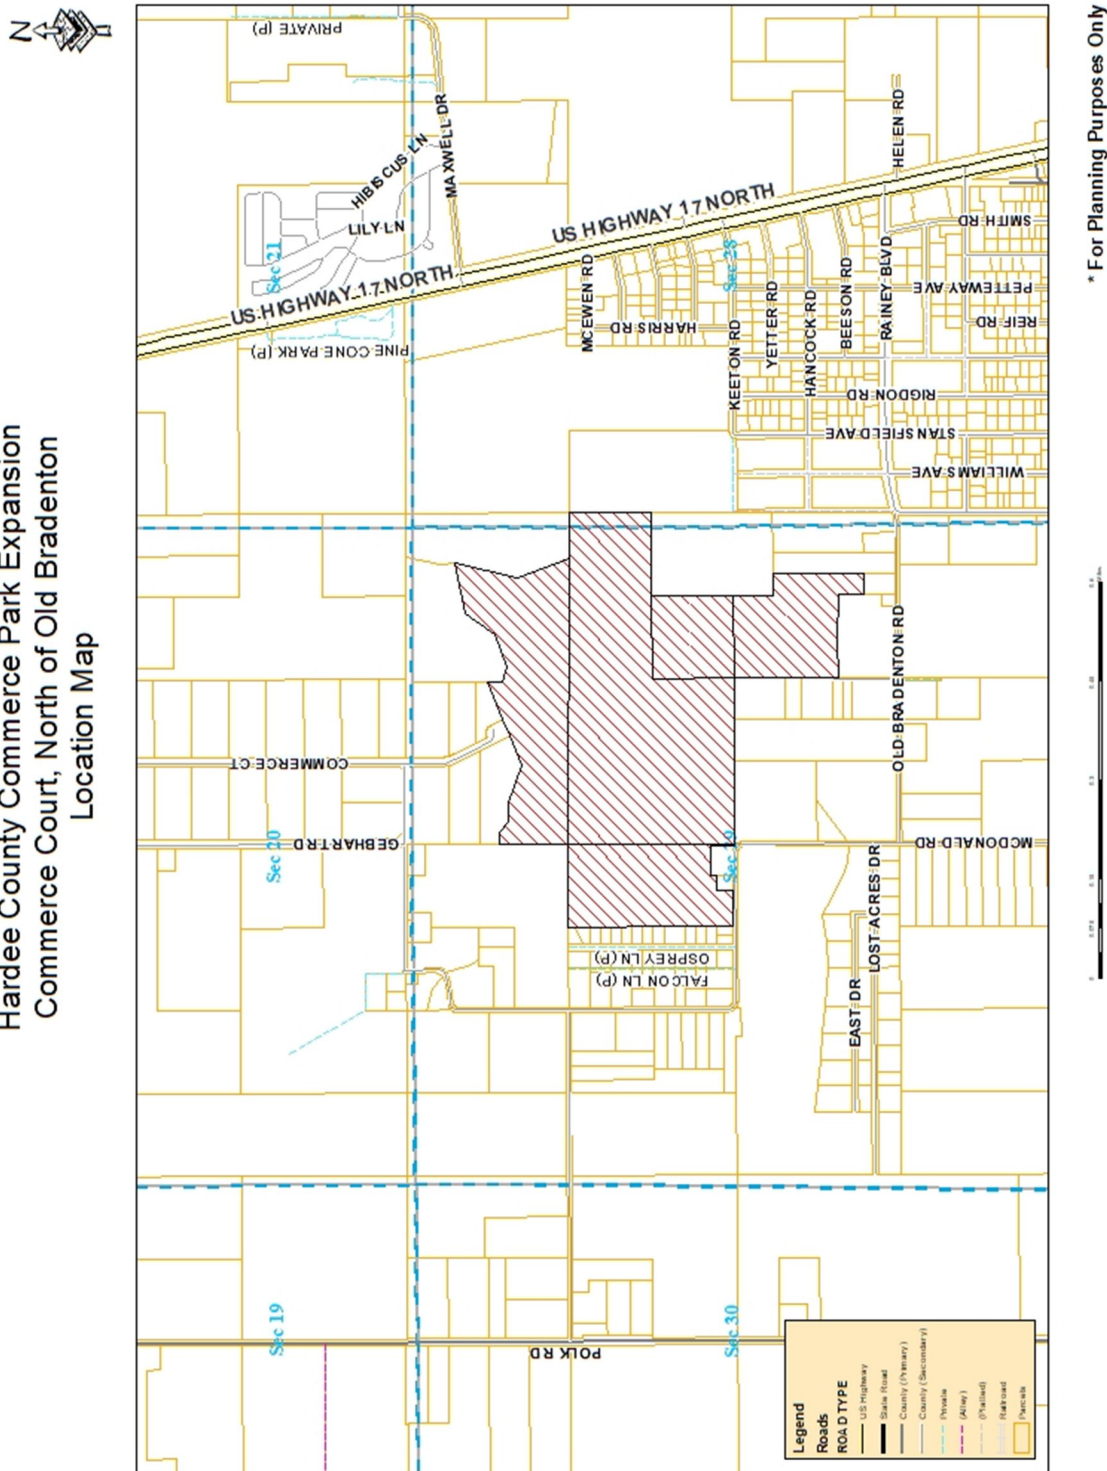 Hardee County Commerce Park Expansion
Commerce Court, North of Old Bradenton
Location Map
N
PRIVATE (P)
MAXWELL DR
HIBISCUS LN
LILY LN
Sec 21
US HIGHWAY 17 NORTH
US HIGHWAY 17 NORTH
PINE CONE PARK (P)
HELEN RD
SMITH RD
PETTEWAY AVE
REIF RD
RAINEY BLVD
BEESON RD
HANCOCK RD
YETTER RD
KEETON RD
Sec 28
HARRIS RD
MCEWEN RD
RIGDON RD
STANSFIELD AVE
WILLIAMS AVE
COMMERCE CT
GEBHART RD
Sec 20
OLD BRADENTON RD
MCDONALD RD
Sec 29
LOST ACRES DR
EAST DR
OSPREY LN (P)
FALCON LN (P)
Sec 19
Sec 30
POLK RD
Legend
Roads
ROAD TYPE
US Highway
State Road
County (Primary)
County (Secondary)
Private
(Alley)
(Platted)
Railroad
Parcels
* For Planning Purposes Only